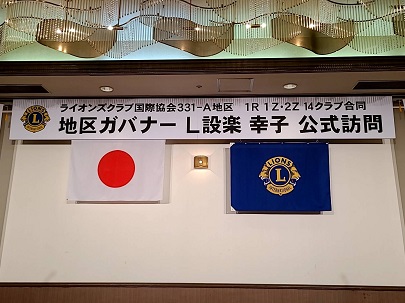 ライオンズクラブ国際協会331-A地区 1R 1Z・2Z 14クラブ合同
地区ガバナー L設楽 幸子 公式訪問
L
LIONS
L
INTERNATIONAL